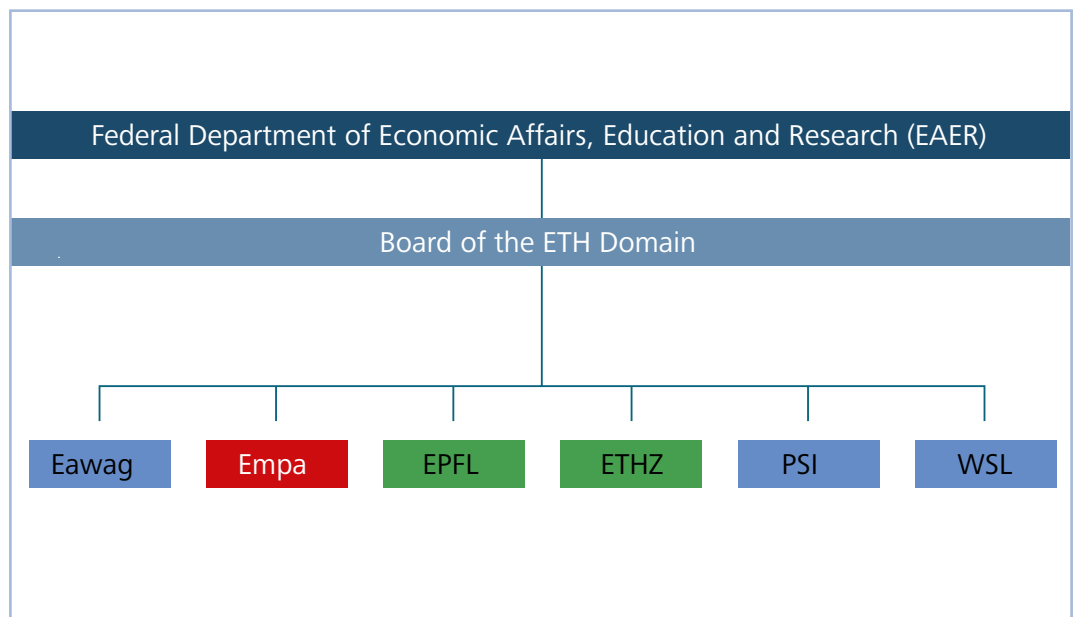 Federal Department of Economic Affairs, Education and Research (EAER)
Board of the ETH Domain
Eawag
Empa
EPFL
ETHZ
PSI
WSL